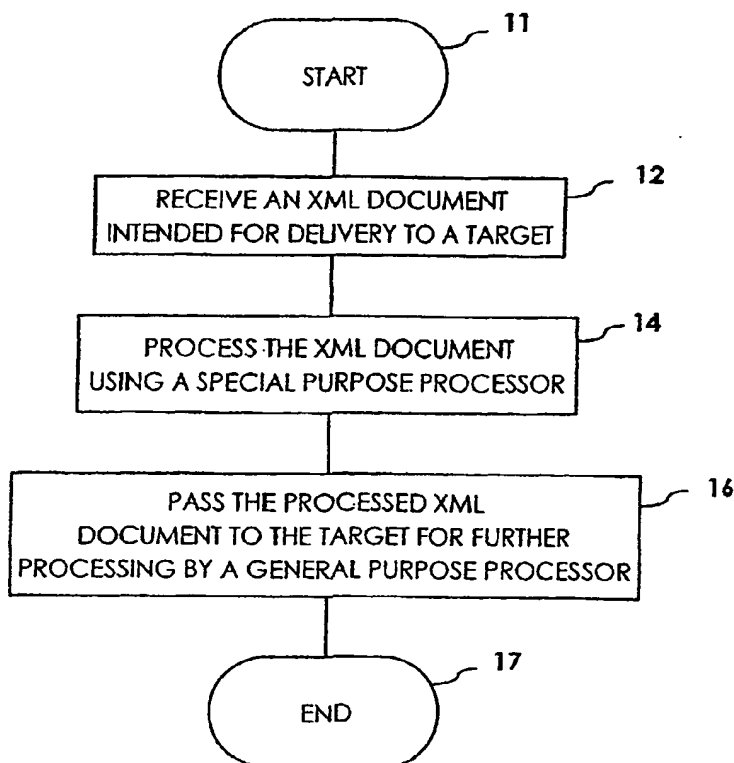 11
START
12
RECEIVE AN XML DOCUMENT
INTENDED FOR DELIVERY TO A TARGET
14
PROCESS THE XML DOCUMENT
USING A SPECIAL PURPOSE PROCESSOR
16
PASS THE PROCESSED XML
DOCUMENT TO THE TARGET FOR FURTHER
PROCESSING BY A GENERAL PURPOSE PROCESSOR
17
END